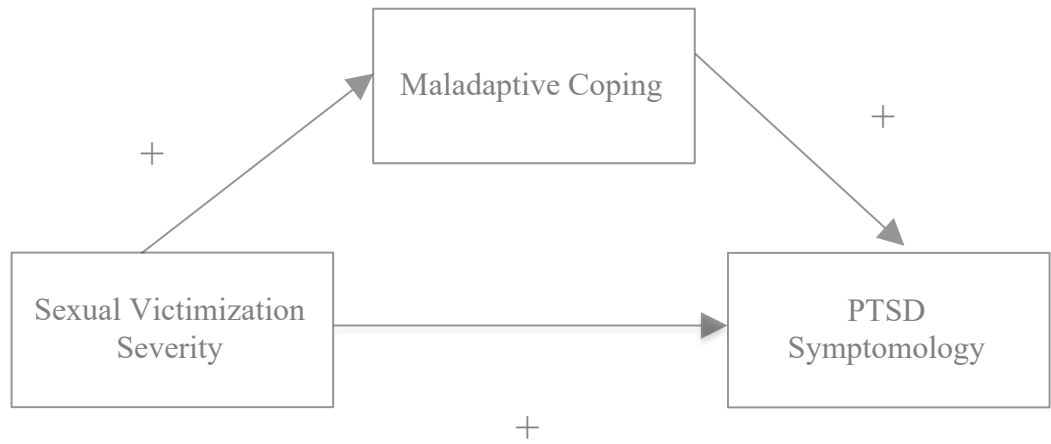 Maladaptive Coping
+
+
Sexual Victimization
Severity
PTSD
Symptomology
+